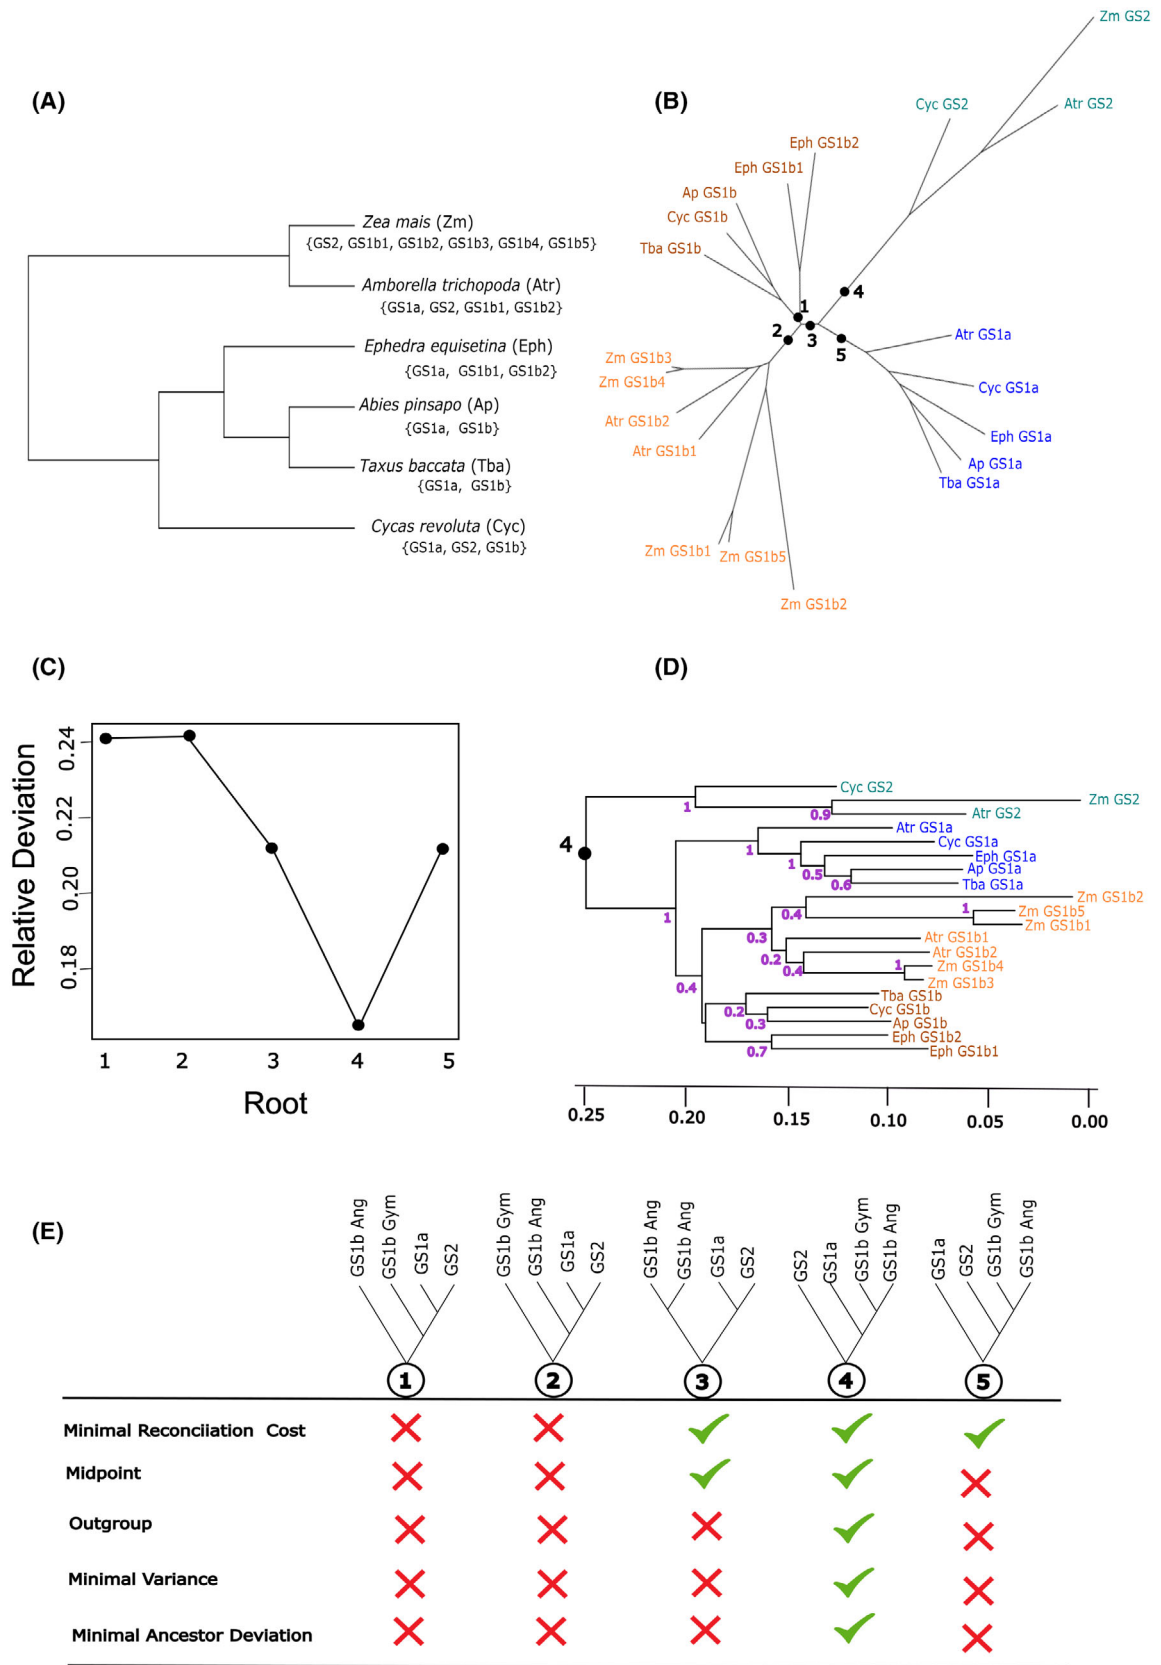 (A)
Zea mais (Zm)
{GS2, GS1b1, GS1b2, GS1b3, GS1b4, GS1b5}
Amborella trichopoda (Atr)
{GS1a, GS2, GS1b1, GS1b2}
Ephedra equisetina (Eph)
{GS1a, GS1b1, GS1b2}
Abies pinsapo (Ap)
{GS1a, GS1b}
Taxus baccata (Tba)
{GS1a, GS1b}
Cycas revoluta (Cyc)
{GS1a, GS2, GS1b}
(B)
Zm GS2
Cyc GS2
Atr GS2
Eph GS1b2
Eph GS1b1
Ap GS1b
Cyc GS1b
Tba GS1b
4
1
2
3
5
Atr GS1a
Cyc GS1a
Eph GS1a
Ap GS1a
Tba GS1a
Zm GS1b3
Zm GS1b4
Atr GS1b2
Atr GS1b1
Zm GS1b1
Zm GS1b5
Zm GS1b2
(C)
Relative Deviation
0.24
0.22
0.20
0.18
1 2 3 4 5
Root
(D)
4
Cyc GS2
1
Zm GS2
0.9
Atr GS2
Atr GS1a
1
Cyc GS1a
1
Eph GS1a
0.5
Ap GS1a
0.6
Tba GS1a
1
Zm GS1b2
0.4
1
Zm GS1b5
Zm GS1b1
0.3
Atr GS1b1
0.2
Atr GS1b2
0.4
1
Zm GS1b4
Zm GS1b3
0.4
Tba GS1b
0.2
Cyc GS1b
0.3
Ap GS1b
Eph GS1b2
0.7
Eph GS1b1
0.25 0.20 0.15 0.10 0.05 0.00
(E)
GS1b Ang
GS1b Gym
GS1a
GS2
GS1b Gym
GS1b Ang
GS1a
GS2
GS1b Ang
GS1b Ang
GS1a
GS2
GS2
GS1a
GS1b Gym
GS1b Ang
GS1a
GS2
GS1b Gym
GS1b Ang
1 2 3 4 5
Minimal Reconciiation Cost
Midpoint
Outgroup
Minimal Variance
Minimal Ancestor Deviation